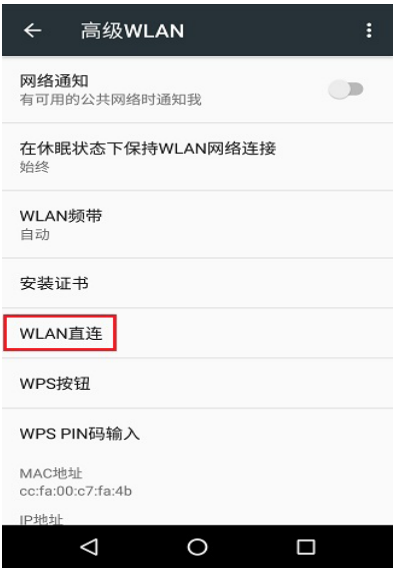 高级WLAN
网络通知
有可用的公共网络时通知我
在休眠状态下保持WLAN网络连接
始终
WLAN频带
自动
安装证书
WLAN直连
WPS按钮
WPS PIN码输入
MAC地址
cc:fa:00:c7:fa:4b
IP地址